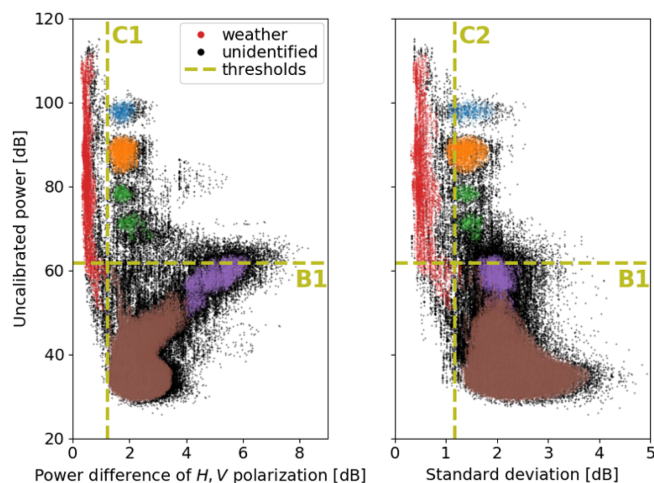 C1
weather
unidentified
thresholds
B1
120
100
80
60
40
20
0
2
4
6
8
Uncalibrated power [dB]
Power difference of H, V polarization [dB]
C2
B1
0
1
2
3
4
5
Standard deviation [dB]